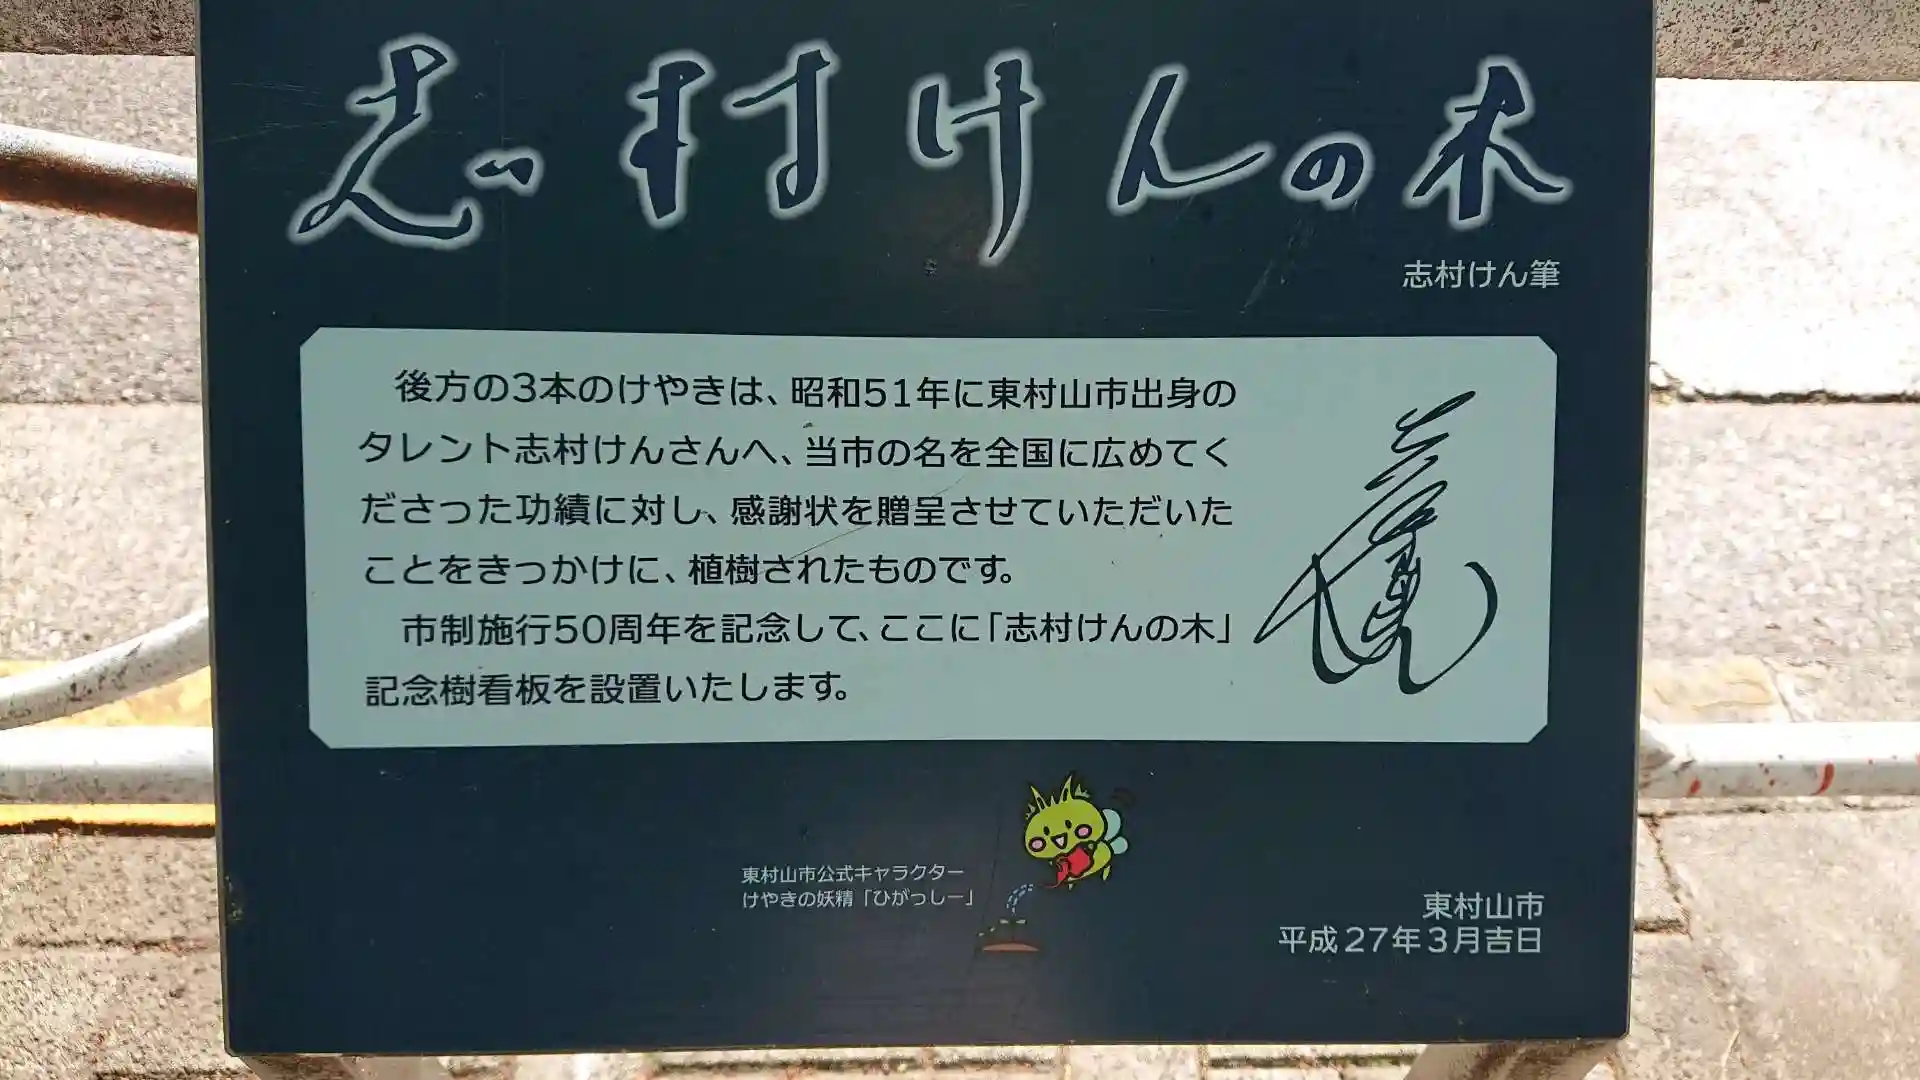 志村けんの木
志村けん筆
後方の3本のけやきは、昭和51年に東村山市出身の
タレント志村けんさんへ、当市の名を全国に広めてく
ださった功績に対し、感謝状を贈呈させていただいた
ことをきっかけに、植樹されたものです。
市制施行50周年を記念して、ここに「志村けんの木」
記念樹看板を設置いたします。
東村山市公式キャラクター
けやきの妖精「ひがっしー」
東村山市
平成27年3月吉日